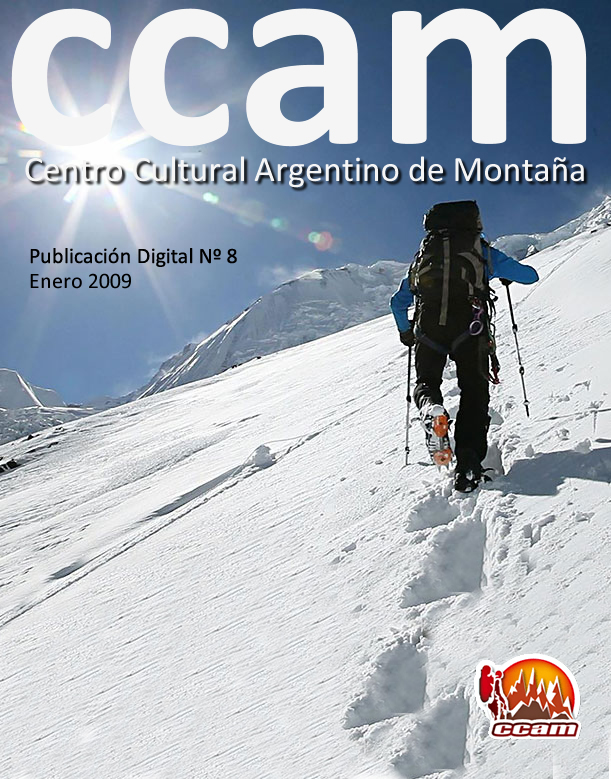 ccam
Centro Cultural Argentino de Montaña
Publicación Digital Nº 8
Enero 2009
ccam